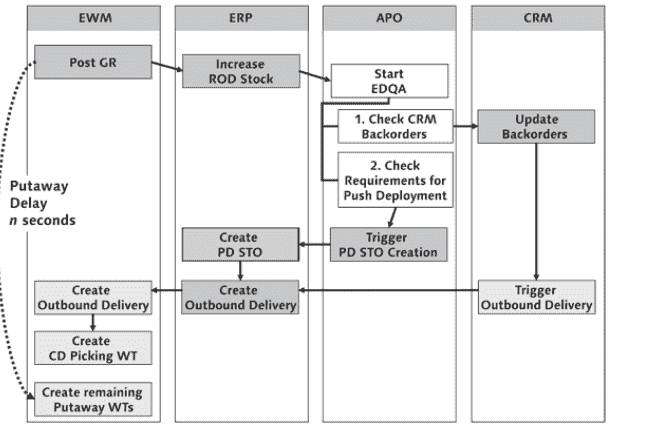 EWM
ERP
APO
CRM
Post GR
Increase
ROD Stock
Start
EDQA
1. Check CRM
Backorders
Update
Backorders
2. Check
Requirements for
Push Deployment
Putaway
Delay
n seconds
Create
PD STO
Trigger
PD STO Creation
Create
Outbound Delivery
Create
Outbound Delivery
Trigger
Outbound Delivery
Create
CD Picking WT
Create remaining
Putaway WTs